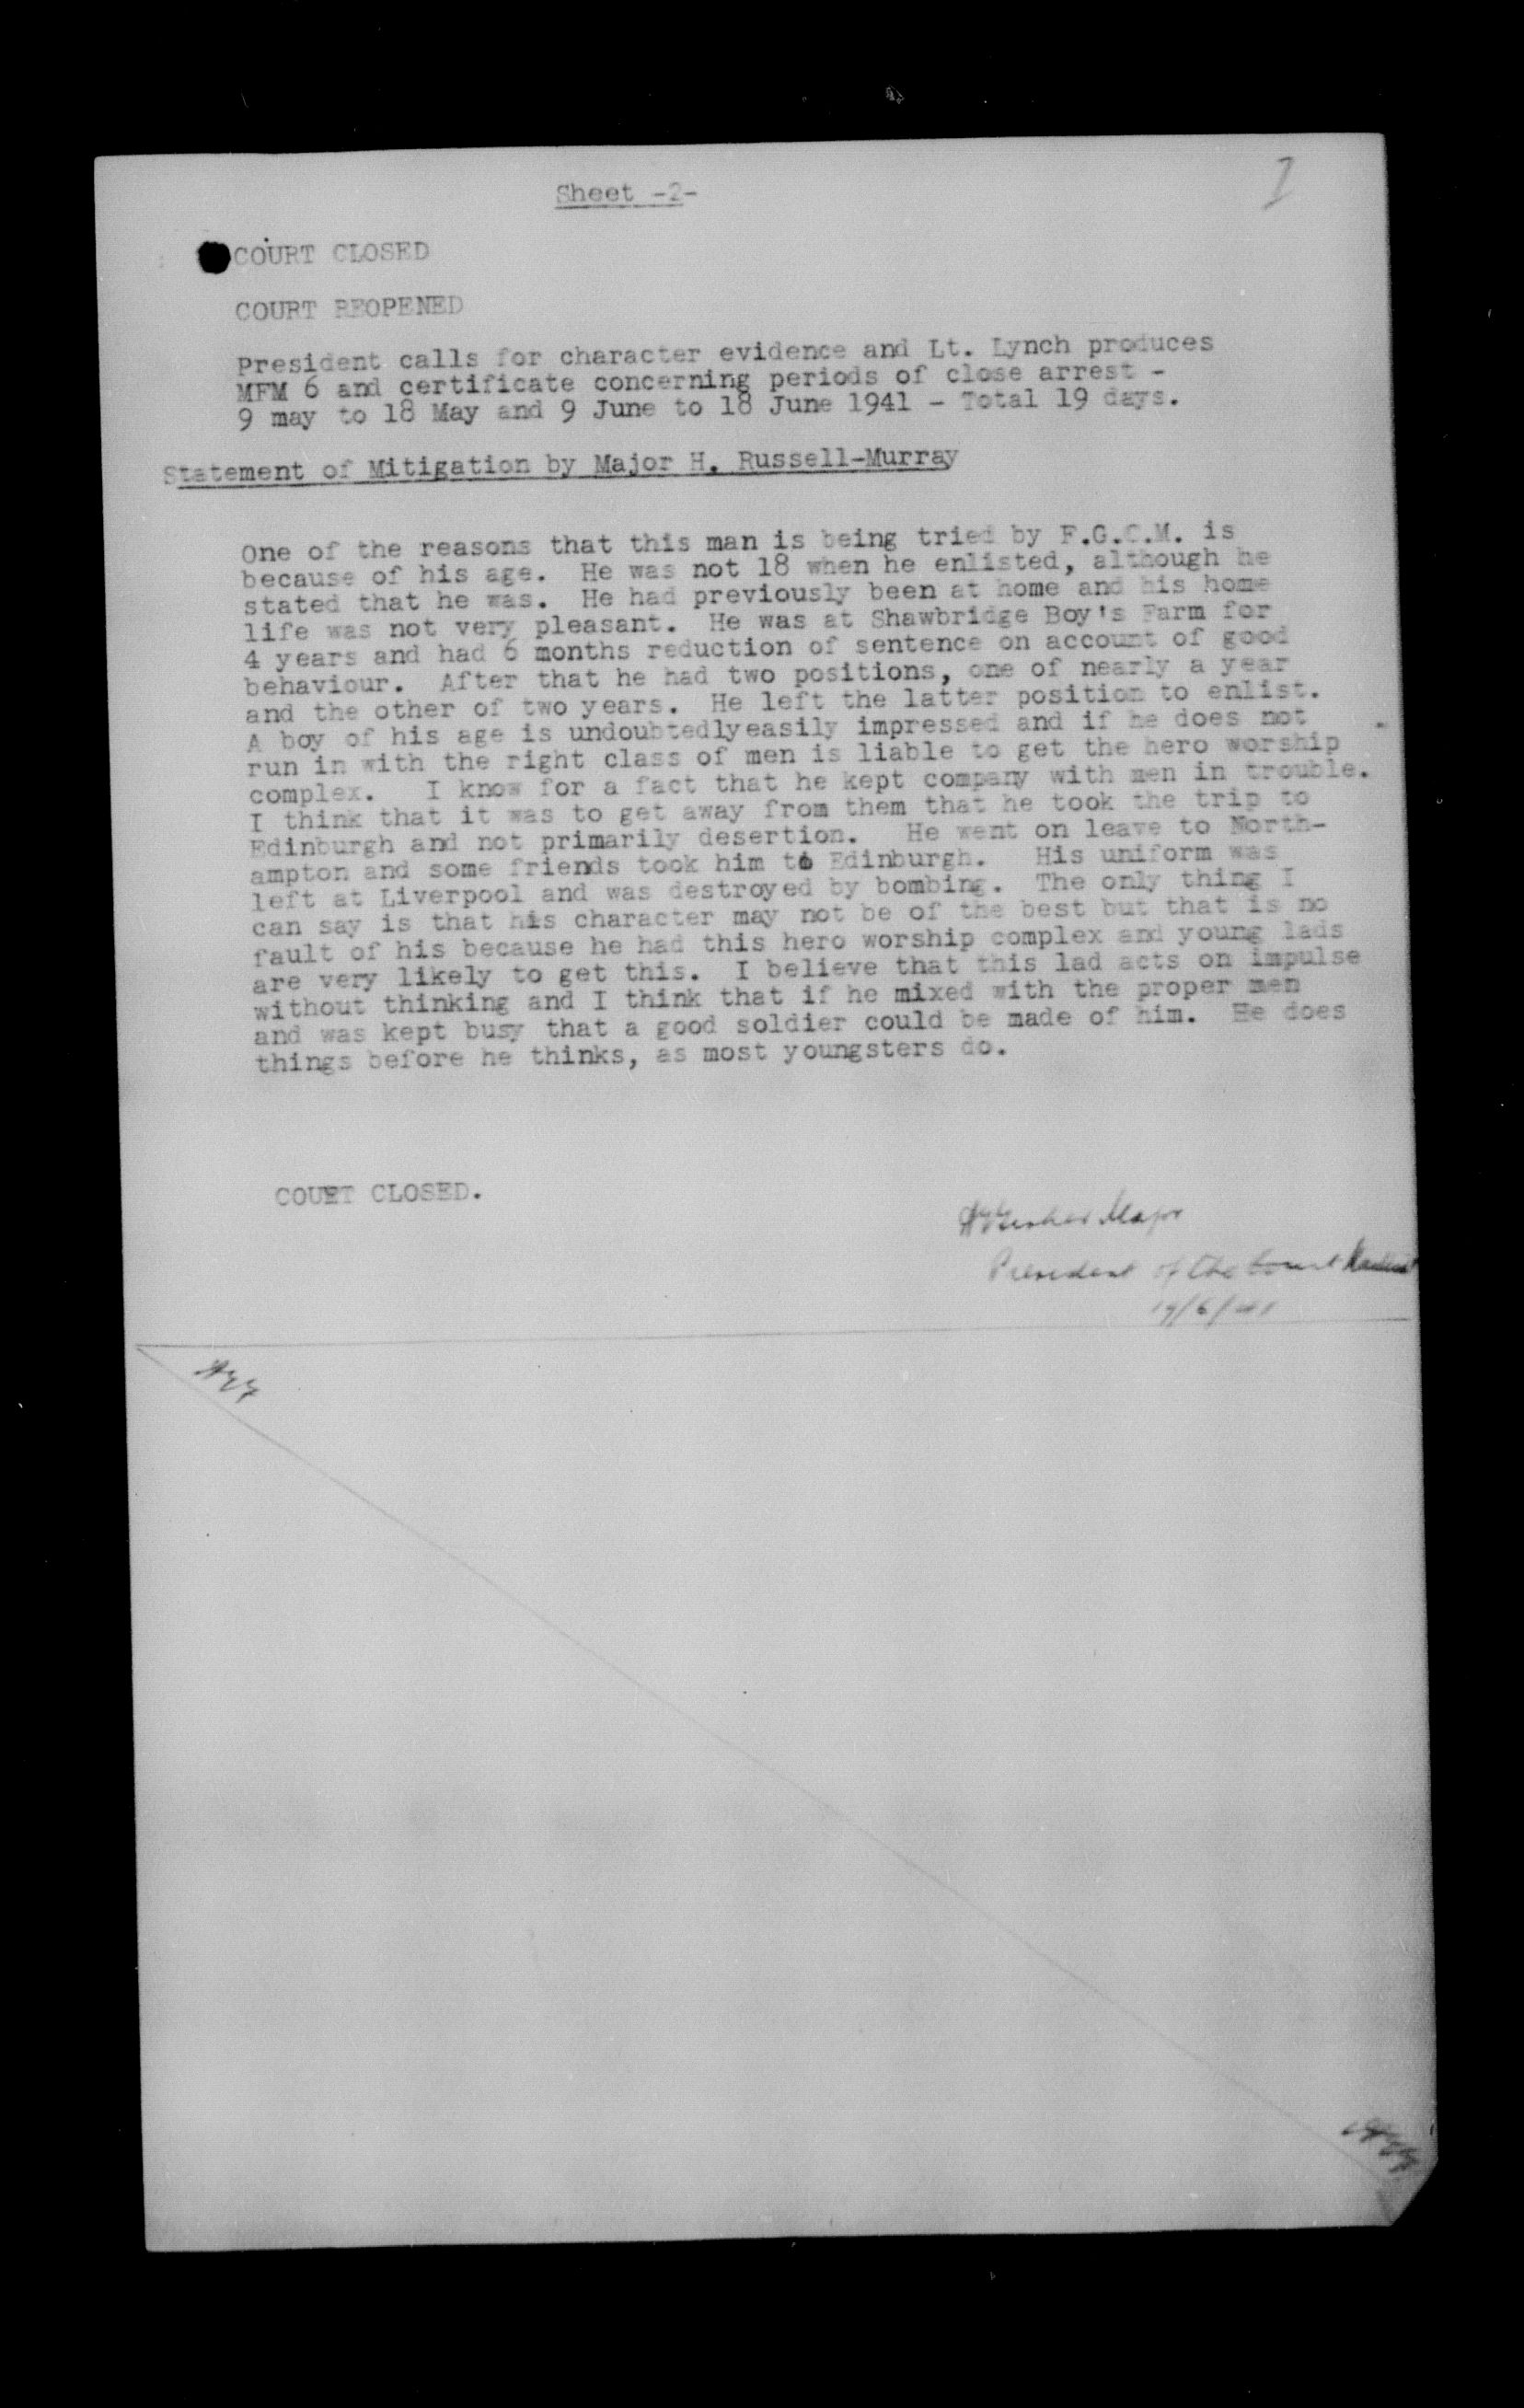 Sheet -2-
I
COURT CLOSED
COURT REOPENED
President calls for character evidence and Lt. Lynch produces
MFM 6 and certificate concerning periods of close arrest -
9 may to 18 May and 9 June to 18 June 1941 - Total 19 days.
Statement of Mitigation by Major H. Russell-Murray
One of the reasons that this man is being tried by F.G.C.M. is
because of his age. He was not 18 when he enlisted, although he
stated that he was. He had previously been at home and his home
life was not very pleasant. He was at Shawbridge Boy's Farm for
4 years and had 6 months reduction of sentence on account of good
behaviour. After that he had two positions, one of nearly a year
and the other of two years. He left the latter position to enlist.
A boy of his age is undoubtedlyeasily impressed and if he does not
run in with the right class of men is liable to get the hero worship
complex. I know for a fact that he kept company with men in trouble.
I think that it was to get away from them that he took the trip to
Edinburgh and not primarily desertion. He went on leave to North-
ampton and some friends took him to Edinburgh. His uniform was
left at Liverpool and was destroyed by bombing. The only thing I
can say is that his character may not be of the best but that is no
fault of his because he had this hero worship complex and young lads
are very likely to get this. I believe that this lad acts on impulse
without thinking and I think that if he mixed with the proper men
and was kept busy that a good soldier could be made of him. He does
things before he thinks, as most youngsters do.
COURT CLOSED.
Major
President of the Court
19/6/41